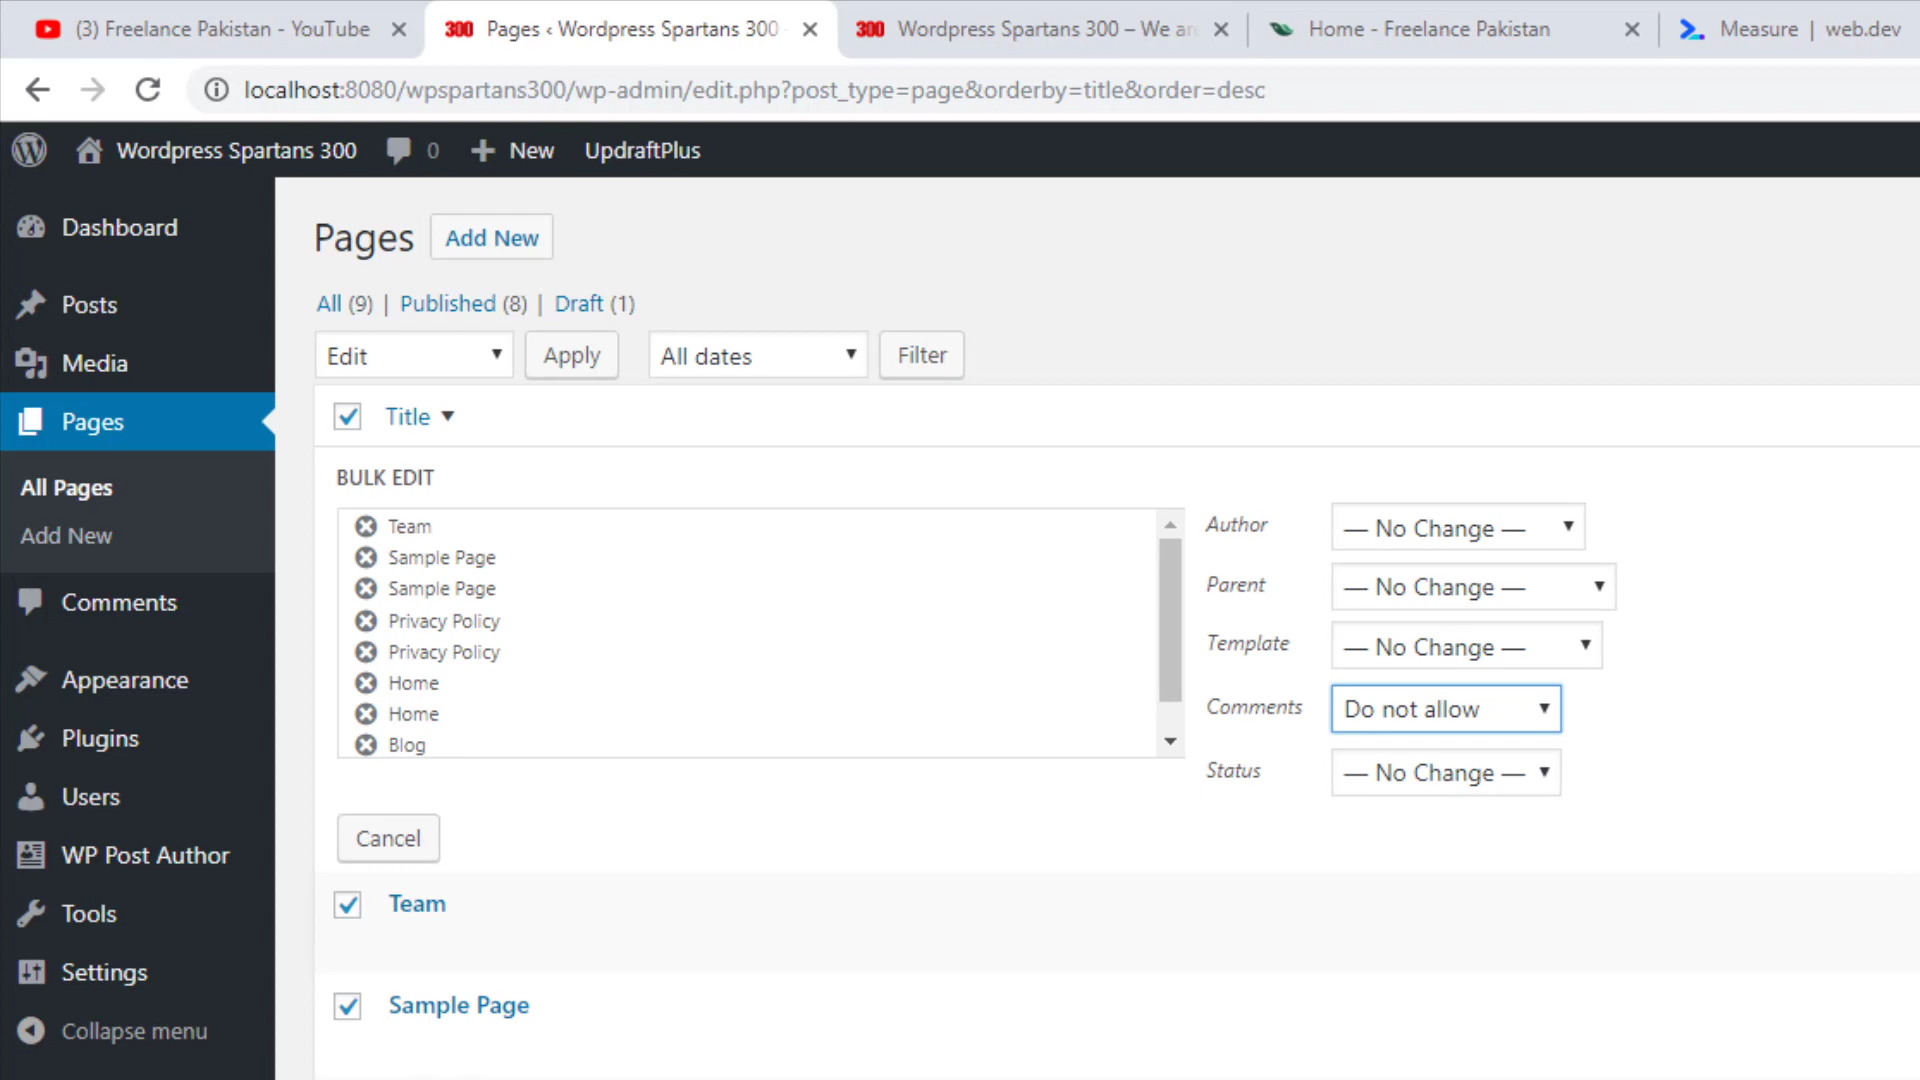 (3) Freelance Pakistan - YouTube
300 Pages ‹ Wordpress Spartans 300
300 Wordpress Spartans 300 – We an
Home - Freelance Pakistan
Measure | web.dev
localhost:8080/wpspartans300/wp-admin/edit.php?post_type=page&orderby=title&order=desc
Wordpress Spartans 300 0 + New UpdraftPlus
Dashboard
Posts
Media
Pages
All Pages
Add New
Comments
Appearance
Plugins
Users
WP Post Author
Tools
Settings
Collapse menu
Pages Add New
All (9) | Published (8) | Draft (1)
Edit Apply All dates Filter
Title
BULK EDIT
Team
Sample Page
Sample Page
Privacy Policy
Privacy Policy
Home
Home
Blog
Author — No Change —
Parent — No Change —
Template — No Change —
Comments Do not allow
Status — No Change —
Cancel
Team
Sample Page